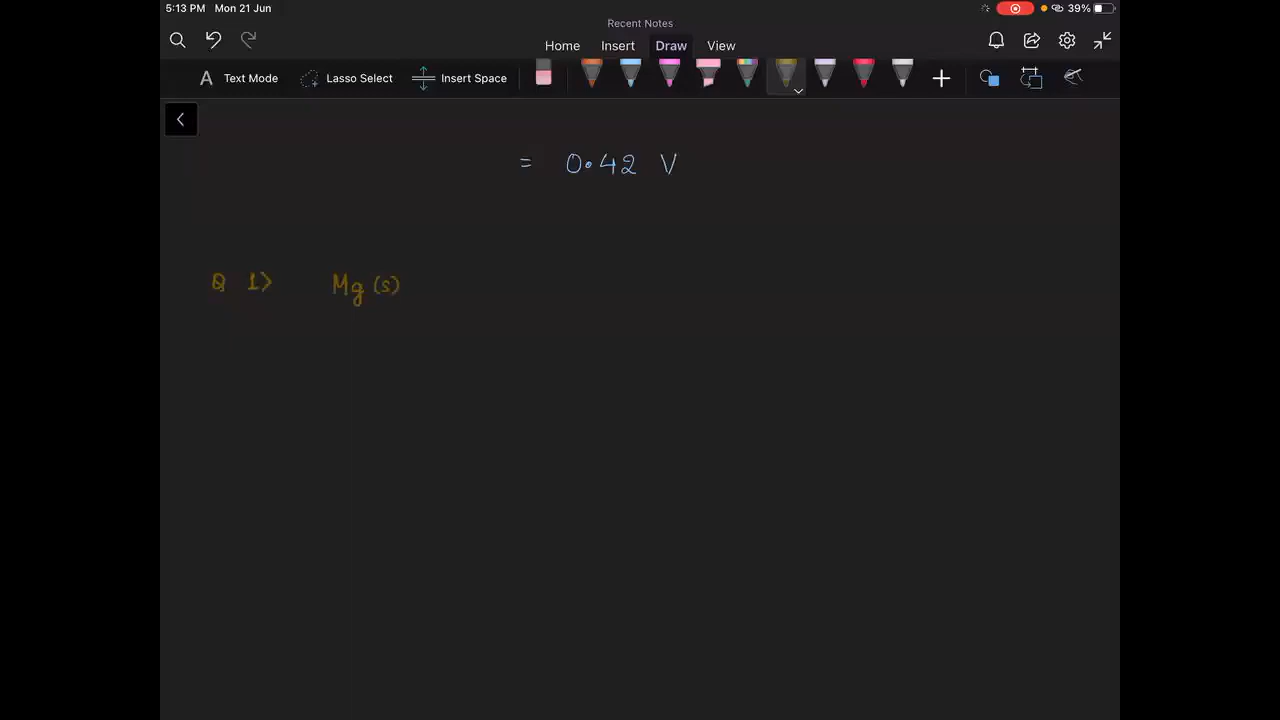 5:13 PM Mon 21 Jun 39%
Recent Notes
Home Insert Draw View
A Text Mode Lasso Select Insert Space
= 0.42 V
Q 1> Mg (s)